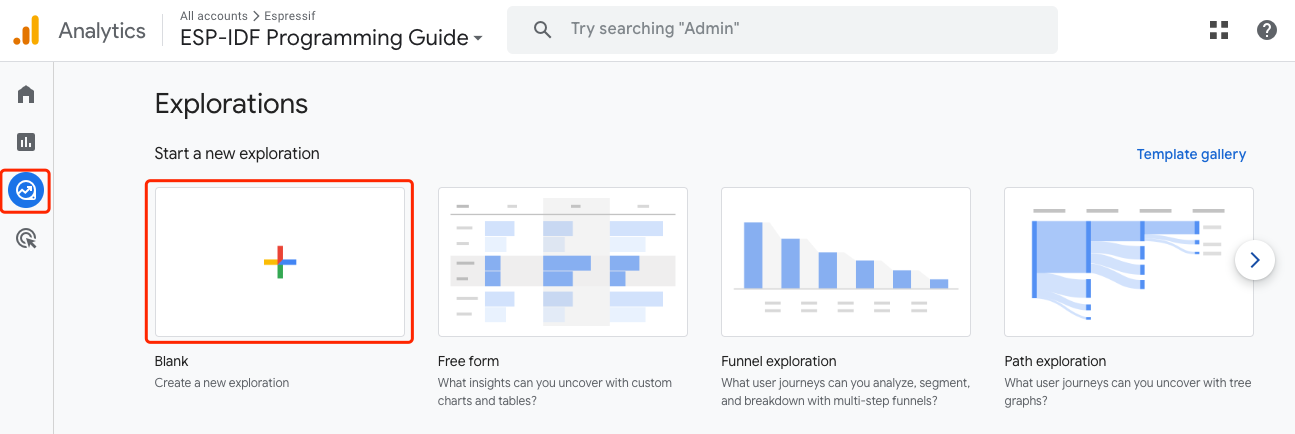 Analytics
All accounts > Espressif
ESP-IDF Programming Guide
Try searching "Admin"
Explorations
Start a new exploration
Template gallery
Blank
Create a new exploration
Free form
What insights can you uncover with custom
charts and tables?
Funnel exploration
What user journeys can you analyze, segment,
and breakdown with multi-step funnels?
Path exploration
What user journeys can you uncover with tree
graphs?